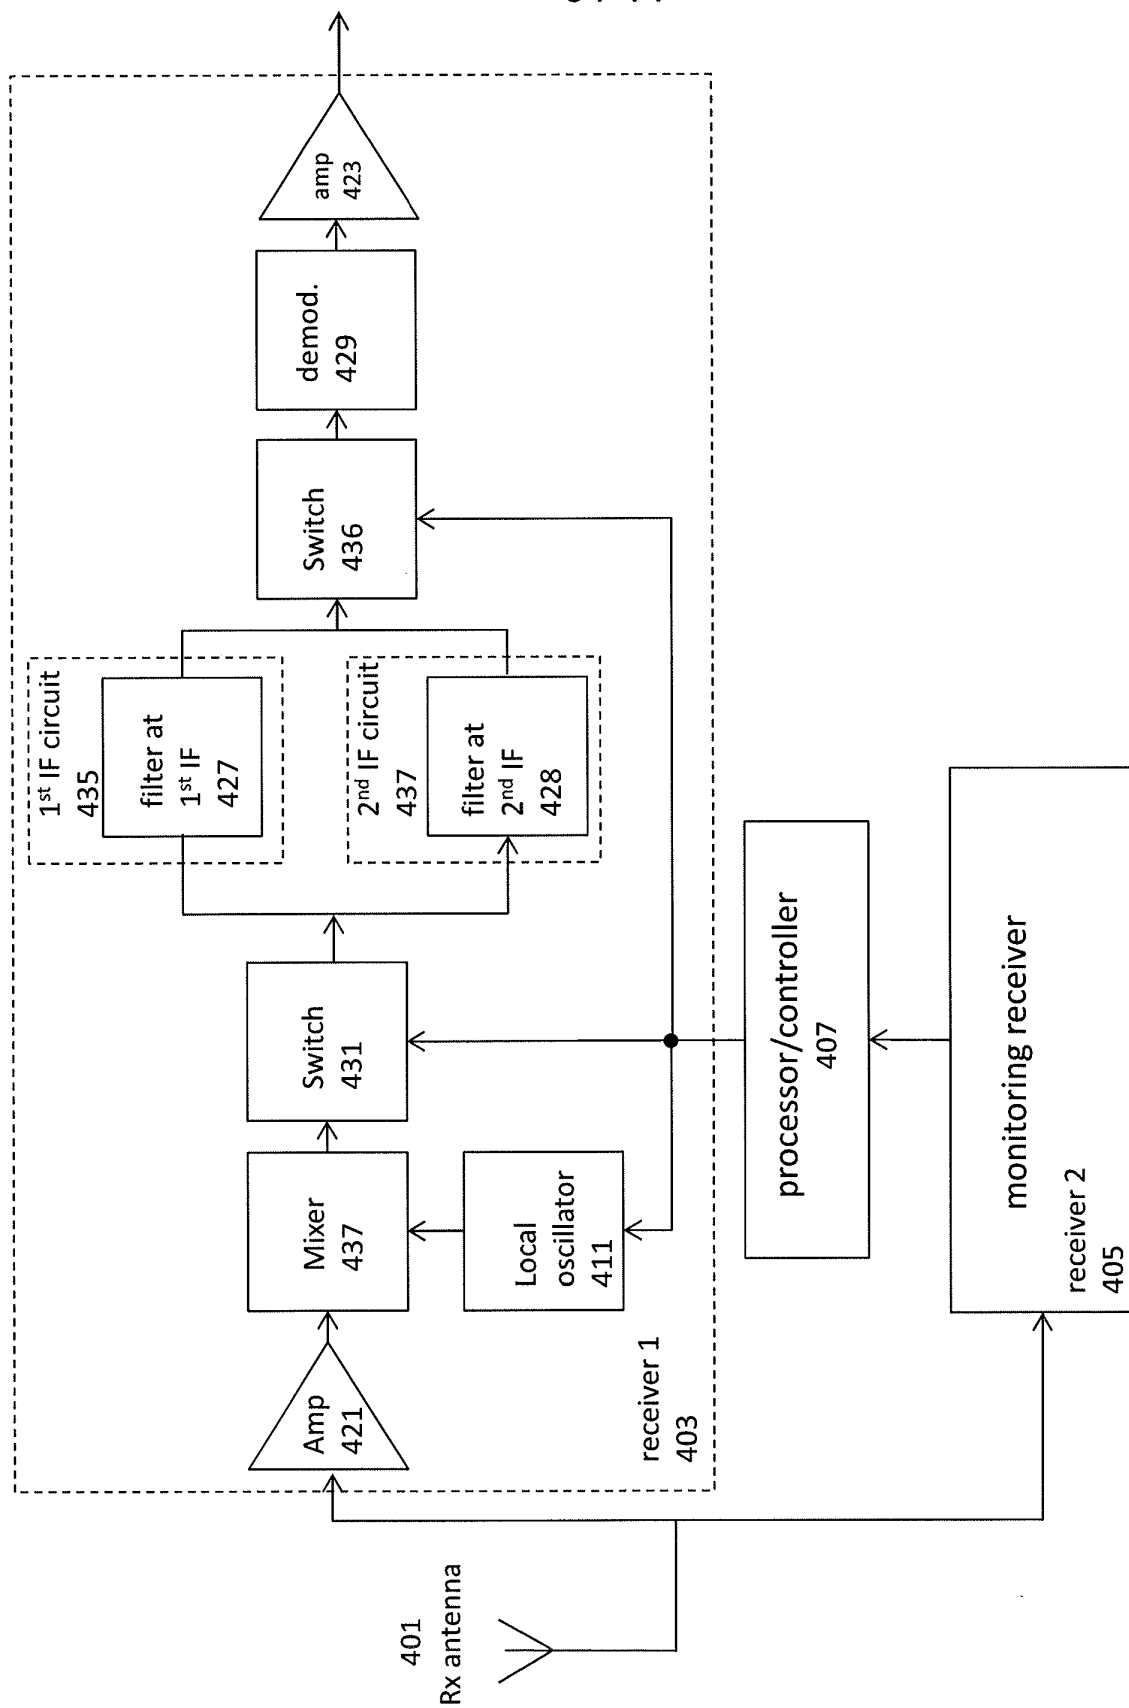 401
Rx antenna
Amp
421
Mixer
437
Local
oscillator
411
Switch
431
1st IF circuit
435
filter at
1st IF
427
2nd IF circuit
437
filter at
2nd IF
428
Switch
436
demod.
429
amp
423
receiver 1
403
processor/controller
407
monitoring receiver
receiver 2
405